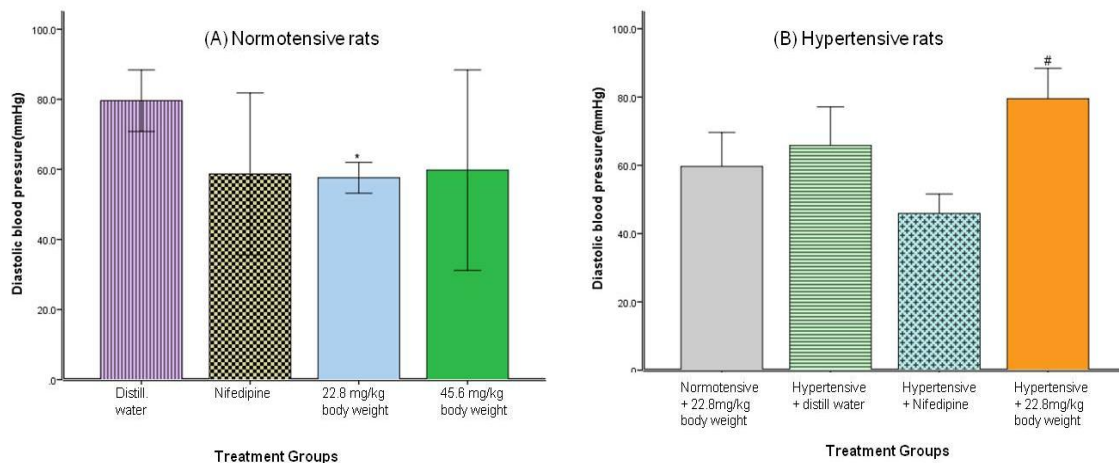 (A) Normotensive rats
Diastolic blood pressure(mmHg)
100.0
80.0
60.0
40.0
20.0
.0
*
Distill.
water
Nifedipine
22.8 mg/kg
body weight
45.6 mg/kg
body weight
Treatment Groups
(B) Hypertensive rats
Diastolic blood pressure(mmHg)
100.0
80.0
60.0
40.0
20.0
.0
#
Normotensive
+ 22.8mg/kg
body weight
Hypertensive
+ distill water
Hypertensive
+ Nifedipine
Hypertensive
+ 22.8mg/kg
body weight
Treatment Groups